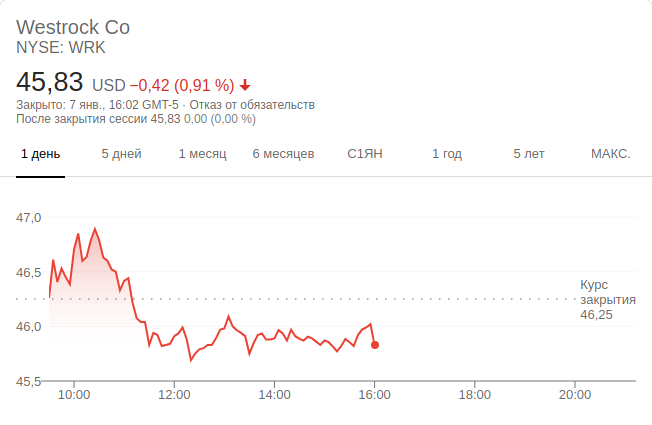 Westrock Co
NYSE: WRK
45,83 USD −0,42 (0,91 %)
Закрыто: 7 янв., 16:02 GMT-5 · Отказ от обязательств
После закрытия сессии 45,83 0,00 (0,00 %)
1 день 5 дней 1 месяц 6 месяцев С1ЯН 1 год 5 лет МАКС.
47,0
46,5
Курс
закрытия
46,25
46,0
45,5
10:00 12:00 14:00 16:00 18:00 20:00